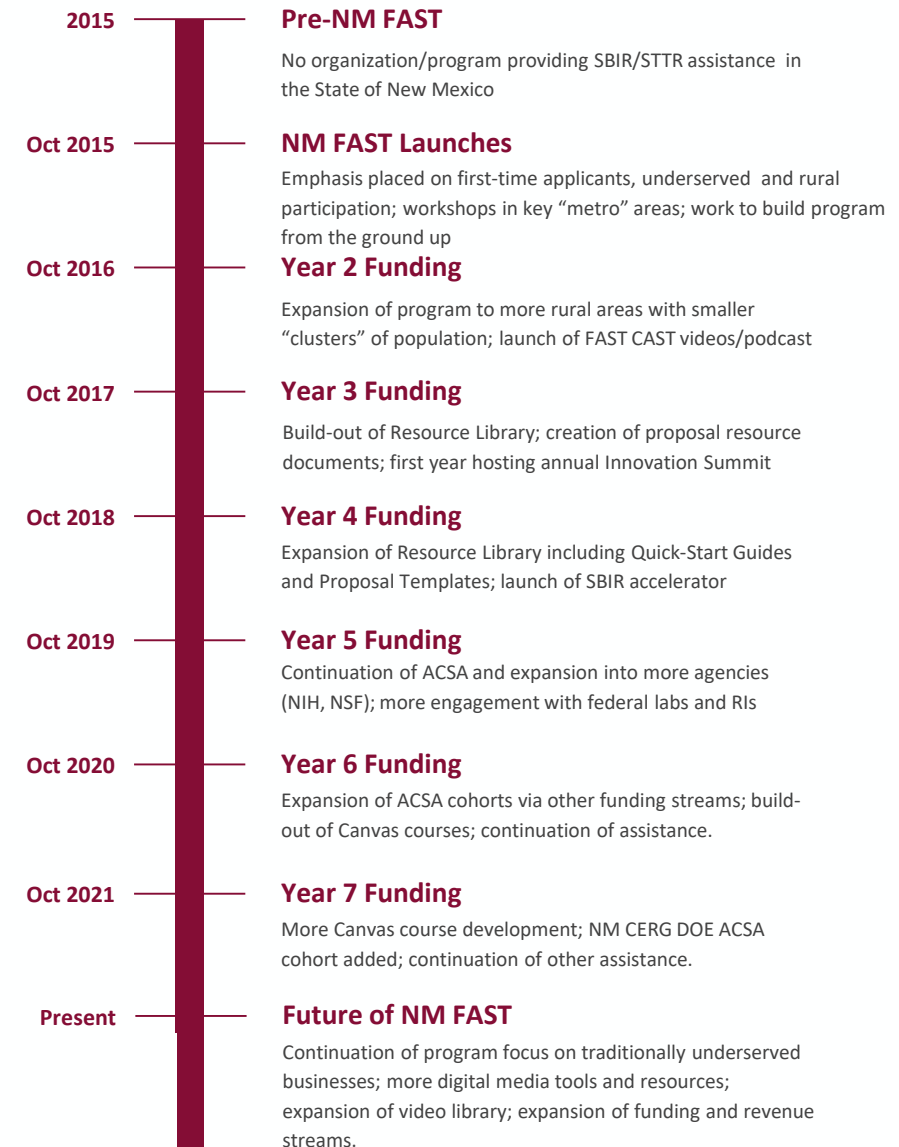 2015
Pre-NM FAST
No organization/program providing SBIR/STTR assistance in
the State of New Mexico
Oct 2015
NM FAST Launches
Emphasis placed on first-time applicants, underserved and rural
participation; workshops in key “metro” areas; work to build program
from the ground up
Oct 2016
Year 2 Funding
Expansion of program to more rural areas with smaller
“clusters” of population; launch of FAST CAST videos/podcast
Oct 2017
Year 3 Funding
Build-out of Resource Library; creation of proposal resource
documents; first year hosting annual Innovation Summit
Oct 2018
Year 4 Funding
Expansion of Resource Library including Quick-Start Guides
and Proposal Templates; launch of SBIR accelerator
Oct 2019
Year 5 Funding
Continuation of ACSA and expansion into more agencies
(NIH, NSF); more engagement with federal labs and RIs
Oct 2020
Year 6 Funding
Expansion of ACSA cohorts via other funding streams; build-
out of Canvas courses; continuation of assistance.
Oct 2021
Year 7 Funding
More Canvas course development; NM CERG DOE ACSA
cohort added; continuation of other assistance.
Present
Future of NM FAST
Continuation of program focus on traditionally underserved
businesses; more digital media tools and resources;
expansion of video library; expansion of funding and revenue
streams.